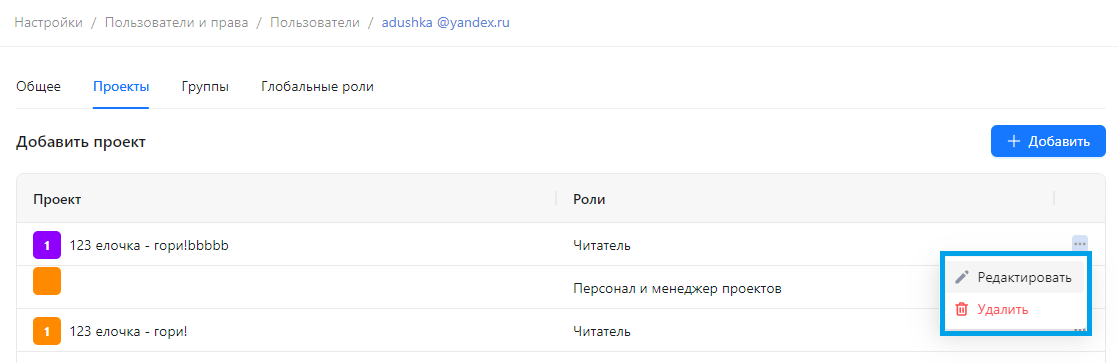 Настройки / Пользователи и права / Пользователи / adushka @yandex.ru
Общее Проекты Группы Глобальные роли
Добавить проект + Добавить
Проект Роли
1 123 елочка - гори!bbbbb Читатель ...
Редактировать
Персонал и менеджер проектов
Удалить
1 123 елочка - гори! Читатель ...